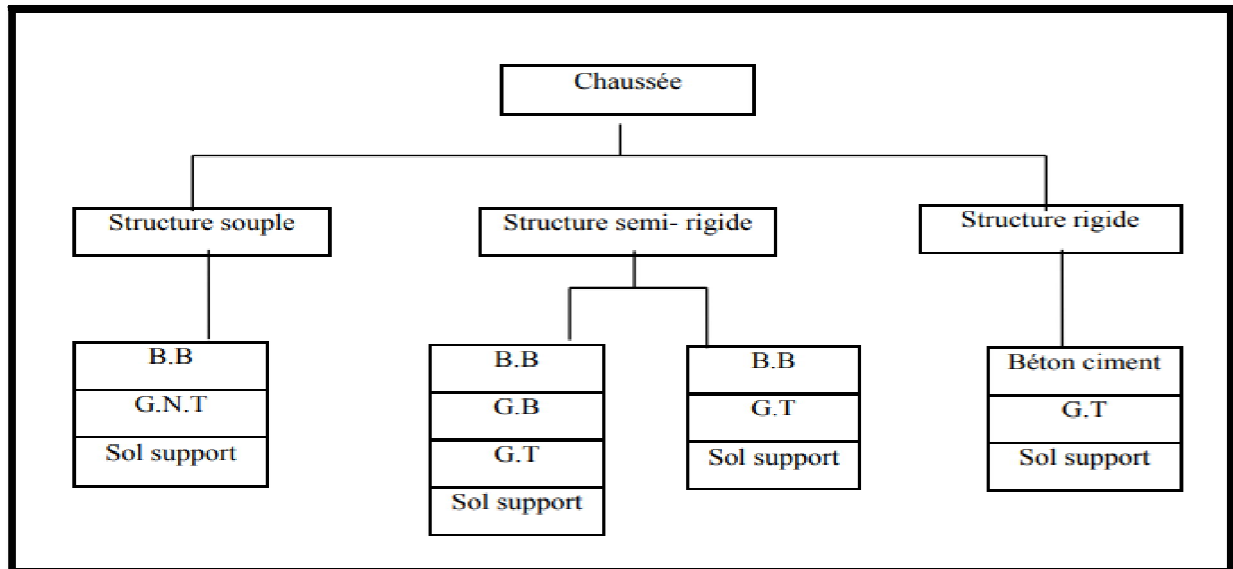 Chaussée
Structure souple
Structure semi- rigide
Structure rigide
B.B
G.N.T
Sol support
B.B
G.B
G.T
Sol support
B.B
G.T
Sol support
Béton ciment
G.T
Sol support